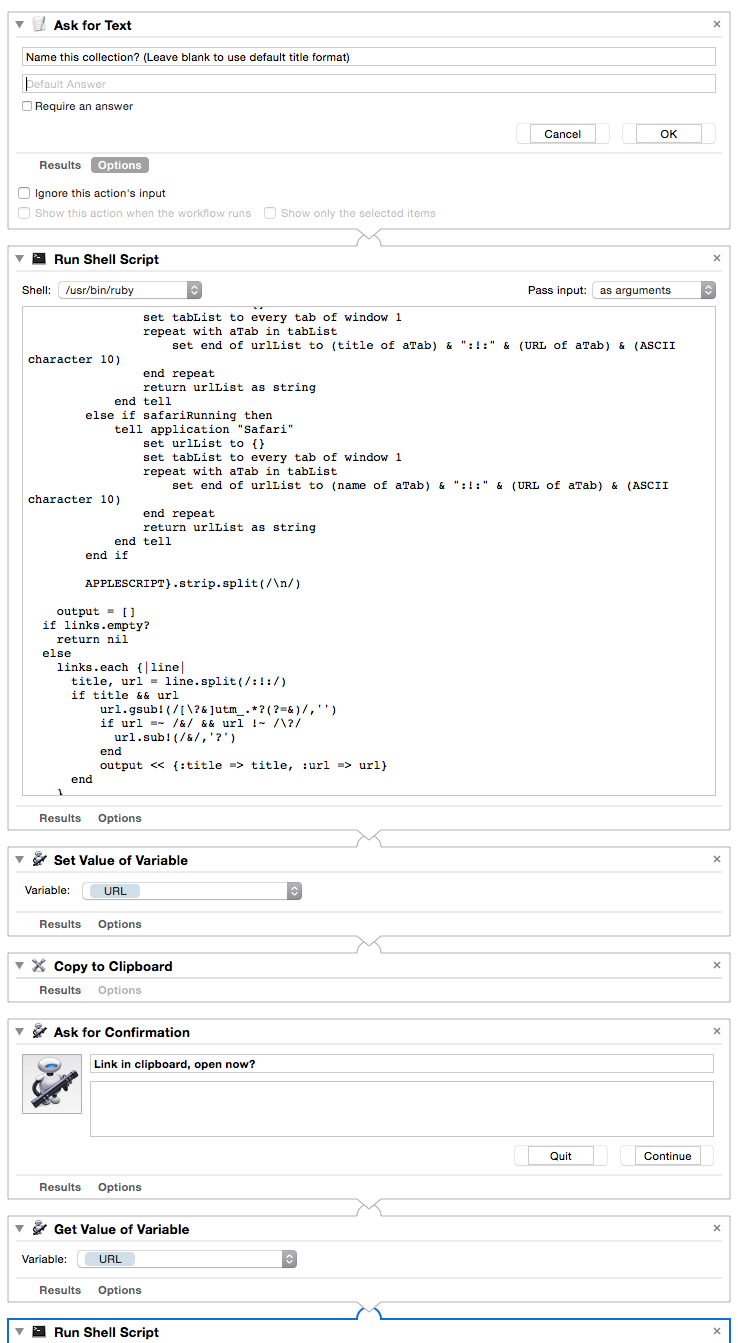 Ask for Text
Name this collection? (Leave blank to use default title format)
Default Answer
Require an answer
Cancel OK
Results Options
Ignore this action's input
Show this action when the workflow runs Show only the selected items
Run Shell Script
Shell: /usr/bin/ruby Pass input: as arguments
set tabList to every tab of window 1
repeat with aTab in tabList
set end of urlList to (title of aTab) & ":!:" & (URL of aTab) & (ASCII
character 10)
end repeat
return urlList as string
end tell
else if safariRunning then
tell application "Safari"
set urlList to {}
set tabList to every tab of window 1
repeat with aTab in tabList
set end of urlList to (name of aTab) & ":!:" & (URL of aTab) & (ASCII
character 10)
end repeat
return urlList as string
end tell
end if
APPLESCRIPT}.strip.split(/\n/)
output = []
if links.empty?
return nil
else
links.each {|line|
title, url = line.split(/:!:/)
if title && url
url.gsub!(/[\?&]utm_.*?(?=&)/,'')
if url =~ /&/ && url !~ /\?/
url.sub!(/&/,'?')
end
output << {:title => title, :url => url}
end
}
Results Options
Set Value of Variable
Variable: URL
Results Options
Copy to Clipboard
Results Options
Ask for Confirmation
Link in clipboard, open now?
Quit Continue
Results Options
Get Value of Variable
Variable: URL
Results Options
Run Shell Script